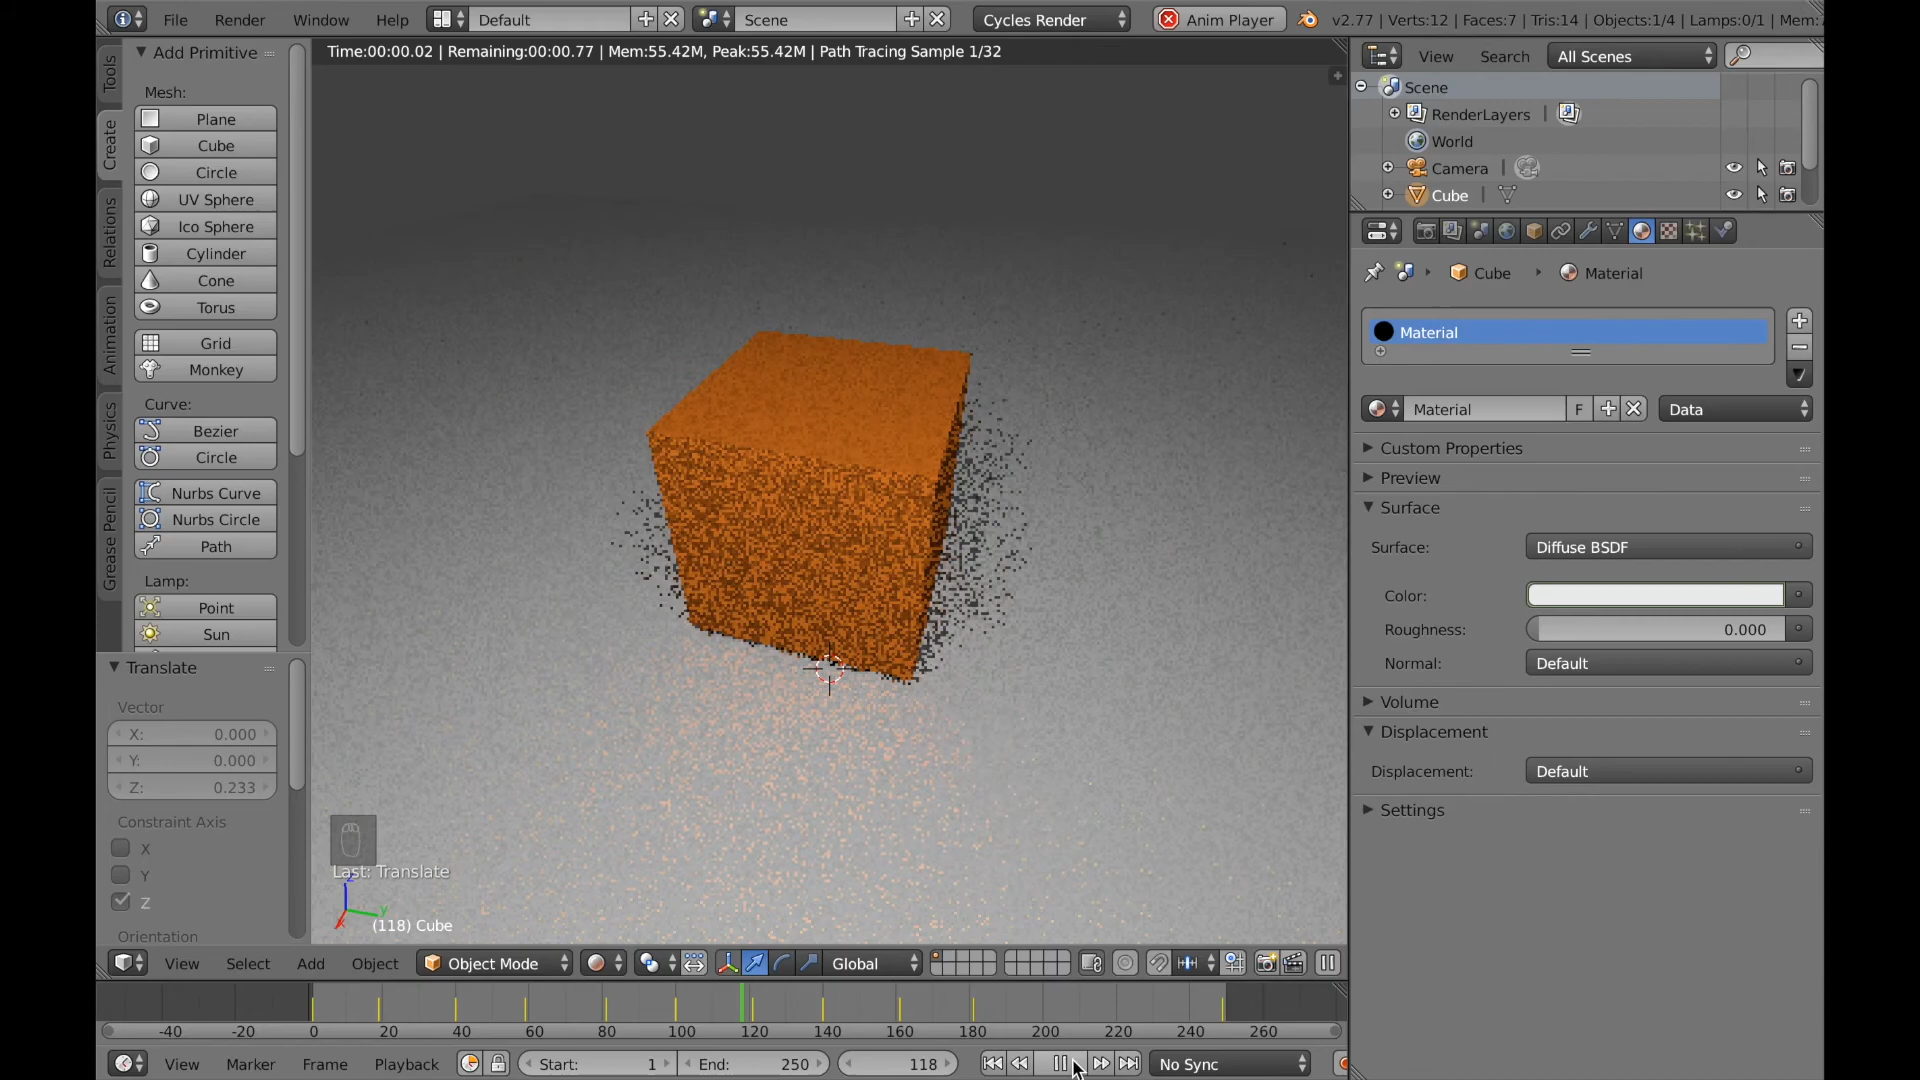 File Render Window Help Default Scene Cycles Render Anim Player v2.77 | Verts:12 | Faces:7 | Tris:14 | Objects:1/4 | Lamps:0/1 | Mem:
Time:00:00.02 | Remaining:00:00.77 | Mem:55.42M, Peak:55.42M | Path Tracing Sample 1/32
Tools
Create
Relations
Animation
Physics
Grease Pencil
Add Primitive
Mesh:
Plane
Cube
Circle
UV Sphere
Ico Sphere
Cylinder
Cone
Torus
Grid
Monkey
Curve:
Bezier
Circle
Nurbs Curve
Nurbs Circle
Path
Lamp:
Point
Sun
Translate
Vector
X: 0.000
Y: 0.000
Z: 0.233
Constraint Axis
X
Y
Z
Orientation
Last: Translate
z
y
x
(118) Cube
View Search All Scenes
Scene
RenderLayers |
World
Camera |
Cube |
Cube Material
Material
Material F Data
Custom Properties
Preview
Surface
Surface: Diffuse BSDF
Color:
Roughness: 0.000
Normal: Default
Volume
Displacement
Displacement: Default
Settings
View Select Add Object Object Mode Global
-40 -20 0 20 40 60 80 100 120 140 160 180 200 220 240 260
View Marker Frame Playback Start: 1 End: 250 118 No Sync